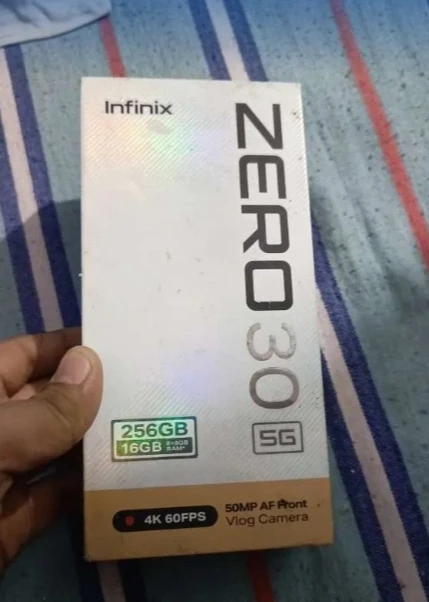 Infinix
ZERO 30
5G
256GB
16GB 8+8GB RAM*
4K 60FPS
50MP AF Front
Vlog Camera